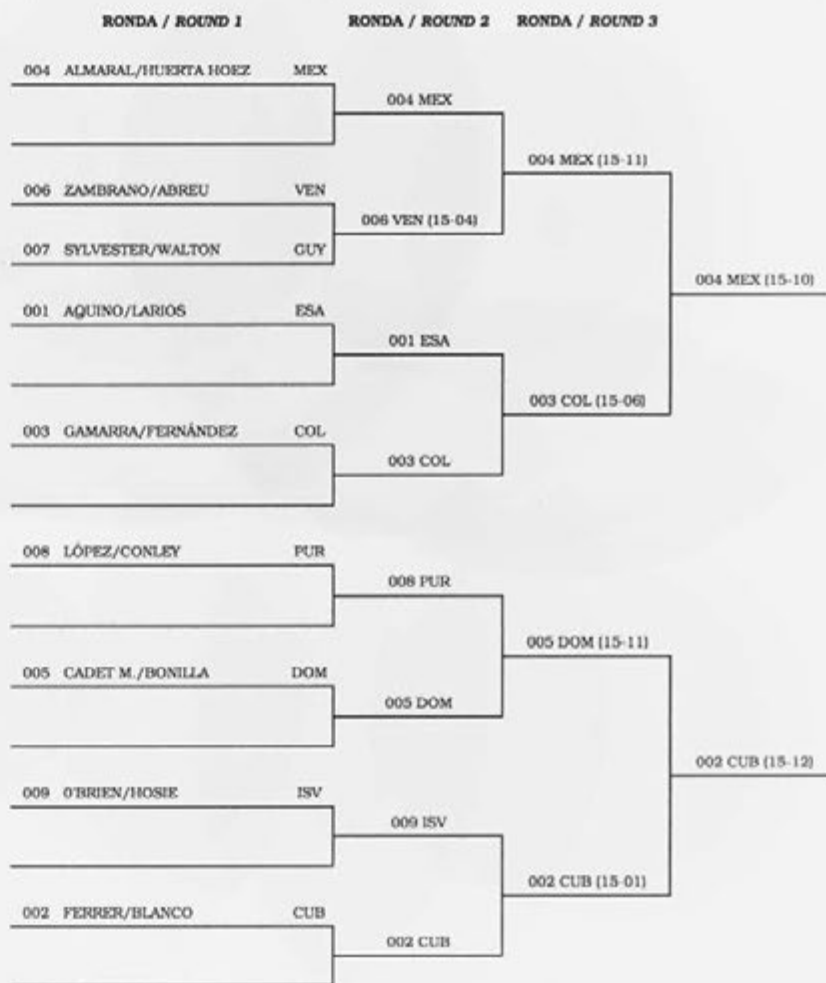 RONDA / ROUND 1 RONDA / ROUND 2 RONDA / ROUND 3
004 ALMARAL/HUERTA HOEZ MEX
004 MEX
004 MEX (15-11)
006 ZAMBRANO/ABREU VEN
006 VEN (15-04)
007 SYLVESTER/WALTON GUY
004 MEX (15-10)
001 AQUINO/LARIOS ESA
001 ESA
003 COL (15-06)
003 GAMARRA/FERNÁNDEZ COL
003 COL
008 LÓPEZ/CONLEY PUR
008 PUR
005 DOM (15-11)
005 CADET M./BONILLA DOM
005 DOM
002 CUB (15-12)
009 O'BRIEN/HOSIE ISV
009 ISV
002 CUB (15-01)
002 FERRER/BLANCO CUB
002 CUB